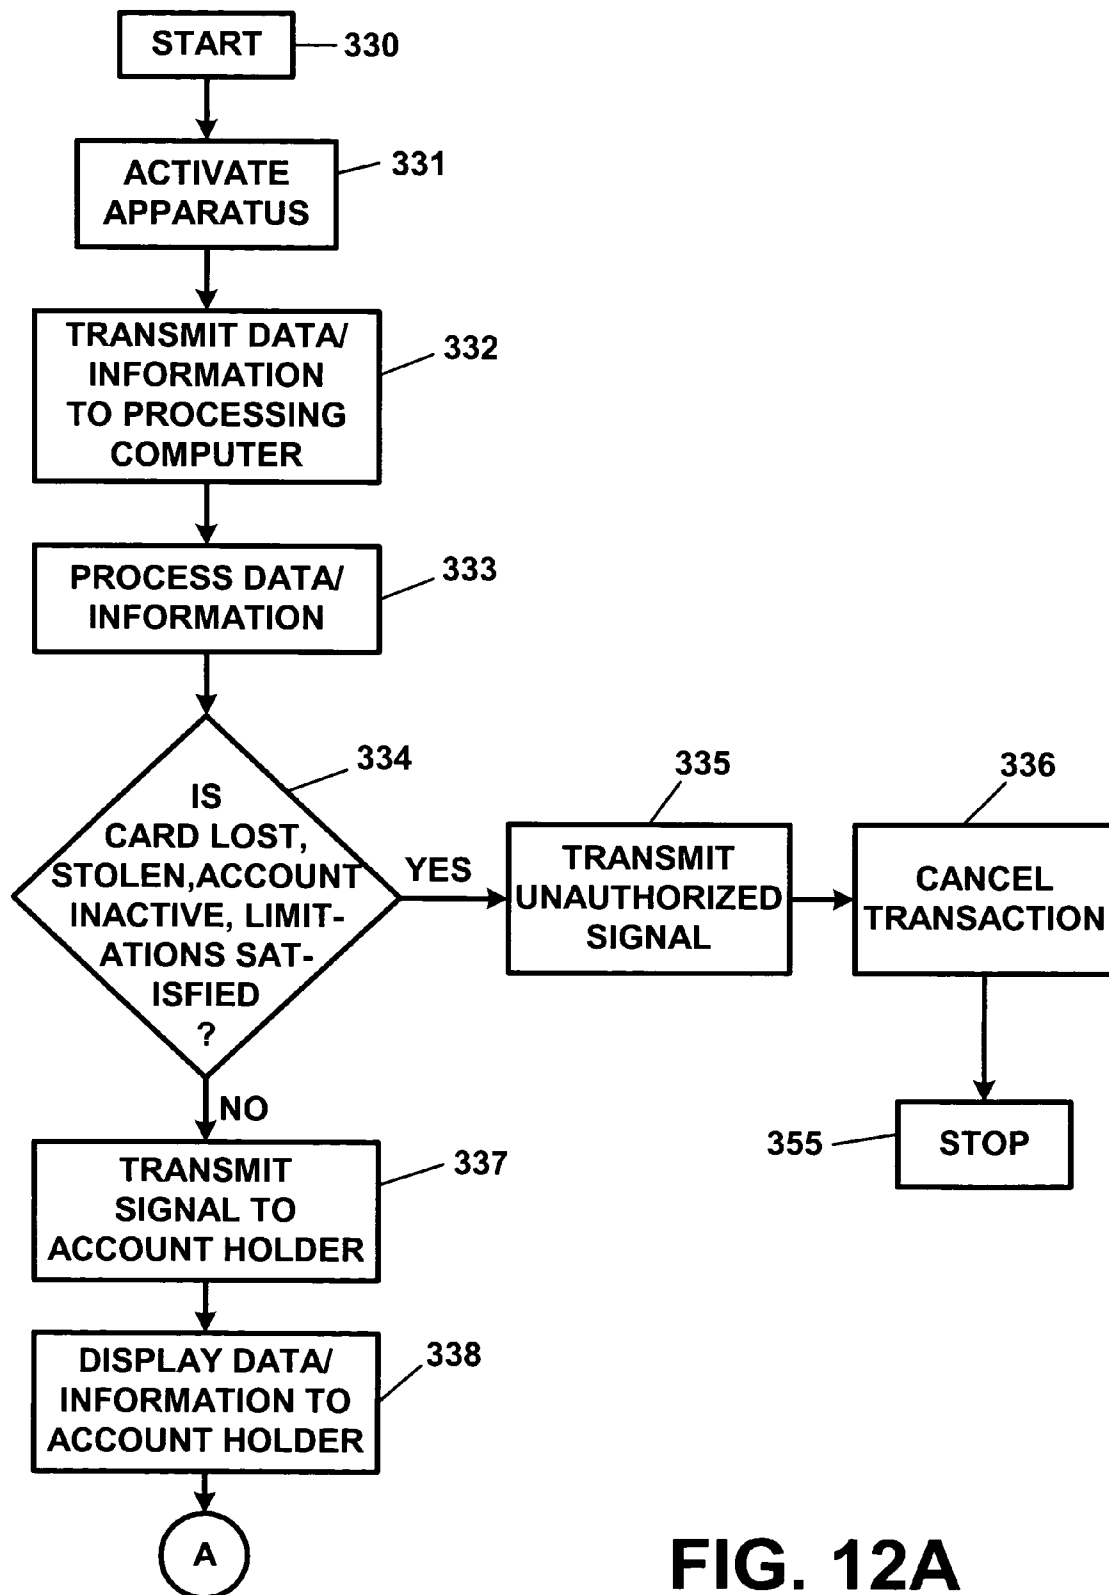 START
330
ACTIVATE
APPARATUS
331
TRANSMIT DATA/
INFORMATION
TO PROCESSING
COMPUTER
332
PROCESS DATA/
INFORMATION
333
IS
CARD LOST,
STOLEN,ACCOUNT
INACTIVE, LIMIT-
ATIONS SAT-
ISFIED
?
334
YES
TRANSMIT
UNAUTHORIZED
SIGNAL
335
CANCEL
TRANSACTION
336
STOP
355
NO
TRANSMIT
SIGNAL TO
ACCOUNT HOLDER
337
DISPLAY DATA/
INFORMATION TO
ACCOUNT HOLDER
338
A
FIG. 12A